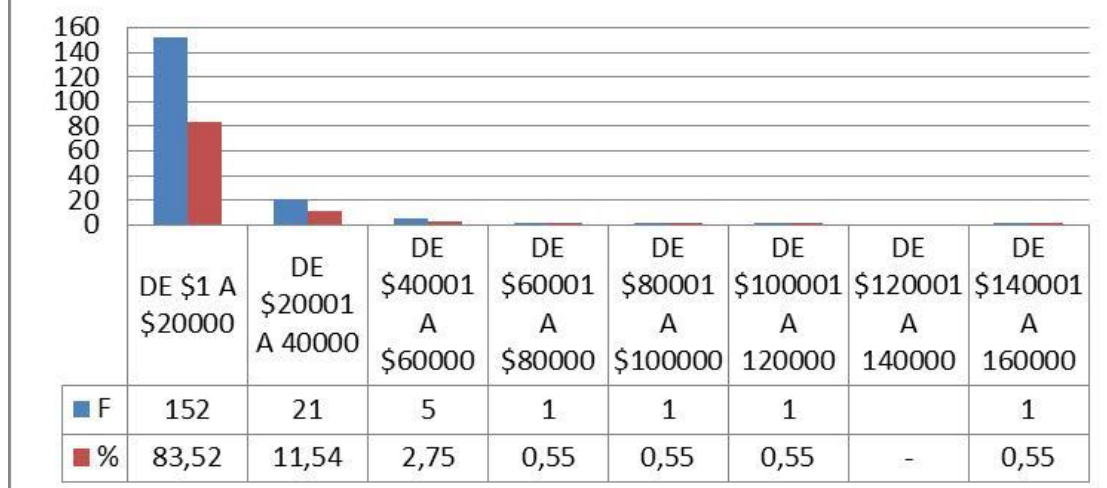 160
140
120
100
80
60
40
20
0
DE $1 A
$20000
DE
$20001
A 40000
DE
$40001
A
$60000
DE
$60001
A
$80000
DE
$80001
A
$100000
DE
$100001
A
120000
DE
$120001
A
140000
DE
$140001
A
160000
F 152 21 5 1 1 1 1
% 83,52 11,54 2,75 0,55 0,55 0,55 - 0,55